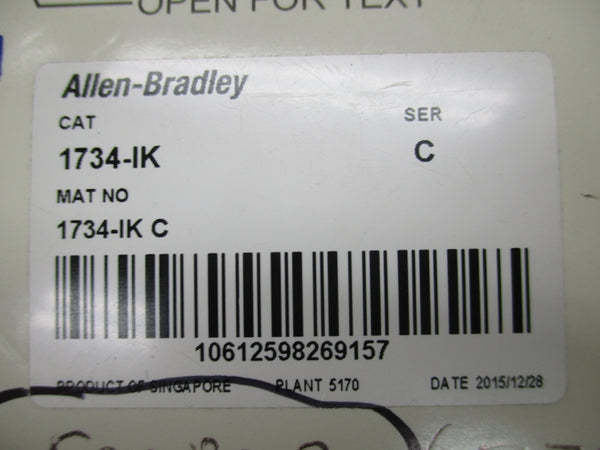 OPEN FOR TEXT
Allen-Bradley
CAT
SER
1734-IK
C
MAT NO
1734-IK C
10612598269157
PRODUCT OF SINGAPORE PLANT 5170 DATE 2015/12/28